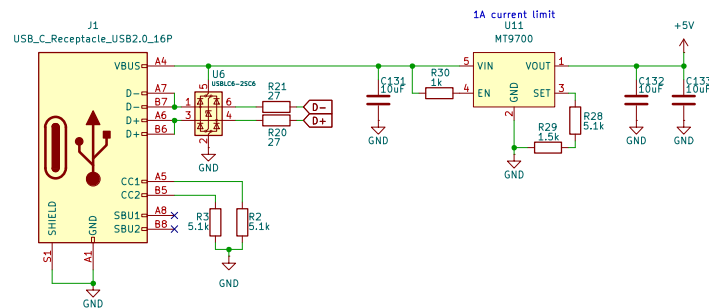 1A current limit
J1
USB_C_Receptacle_USB2.0_16P
U11
MT9700
+5V
VBUS A4
5 VIN VOUT 1
U6
USBLC6-2SC6
D- A7
D- B7
D+ A6
D+ B6
5
1 6
3 4
2
GND
R21
27
D-
D+
R20
27
C131
10uF
GND
R30
1k
4 EN
GND
2
SET 3
R28
5.1k
R29
1.5k
GND
C132
10uF
GND
C133
10uF
GND
CC1 A5
CC2 B5
SBU1 A8
SBU2 B8
R3
5.1k
R2
5.1k
GND
SHIELD
GND
S1
A1
GND